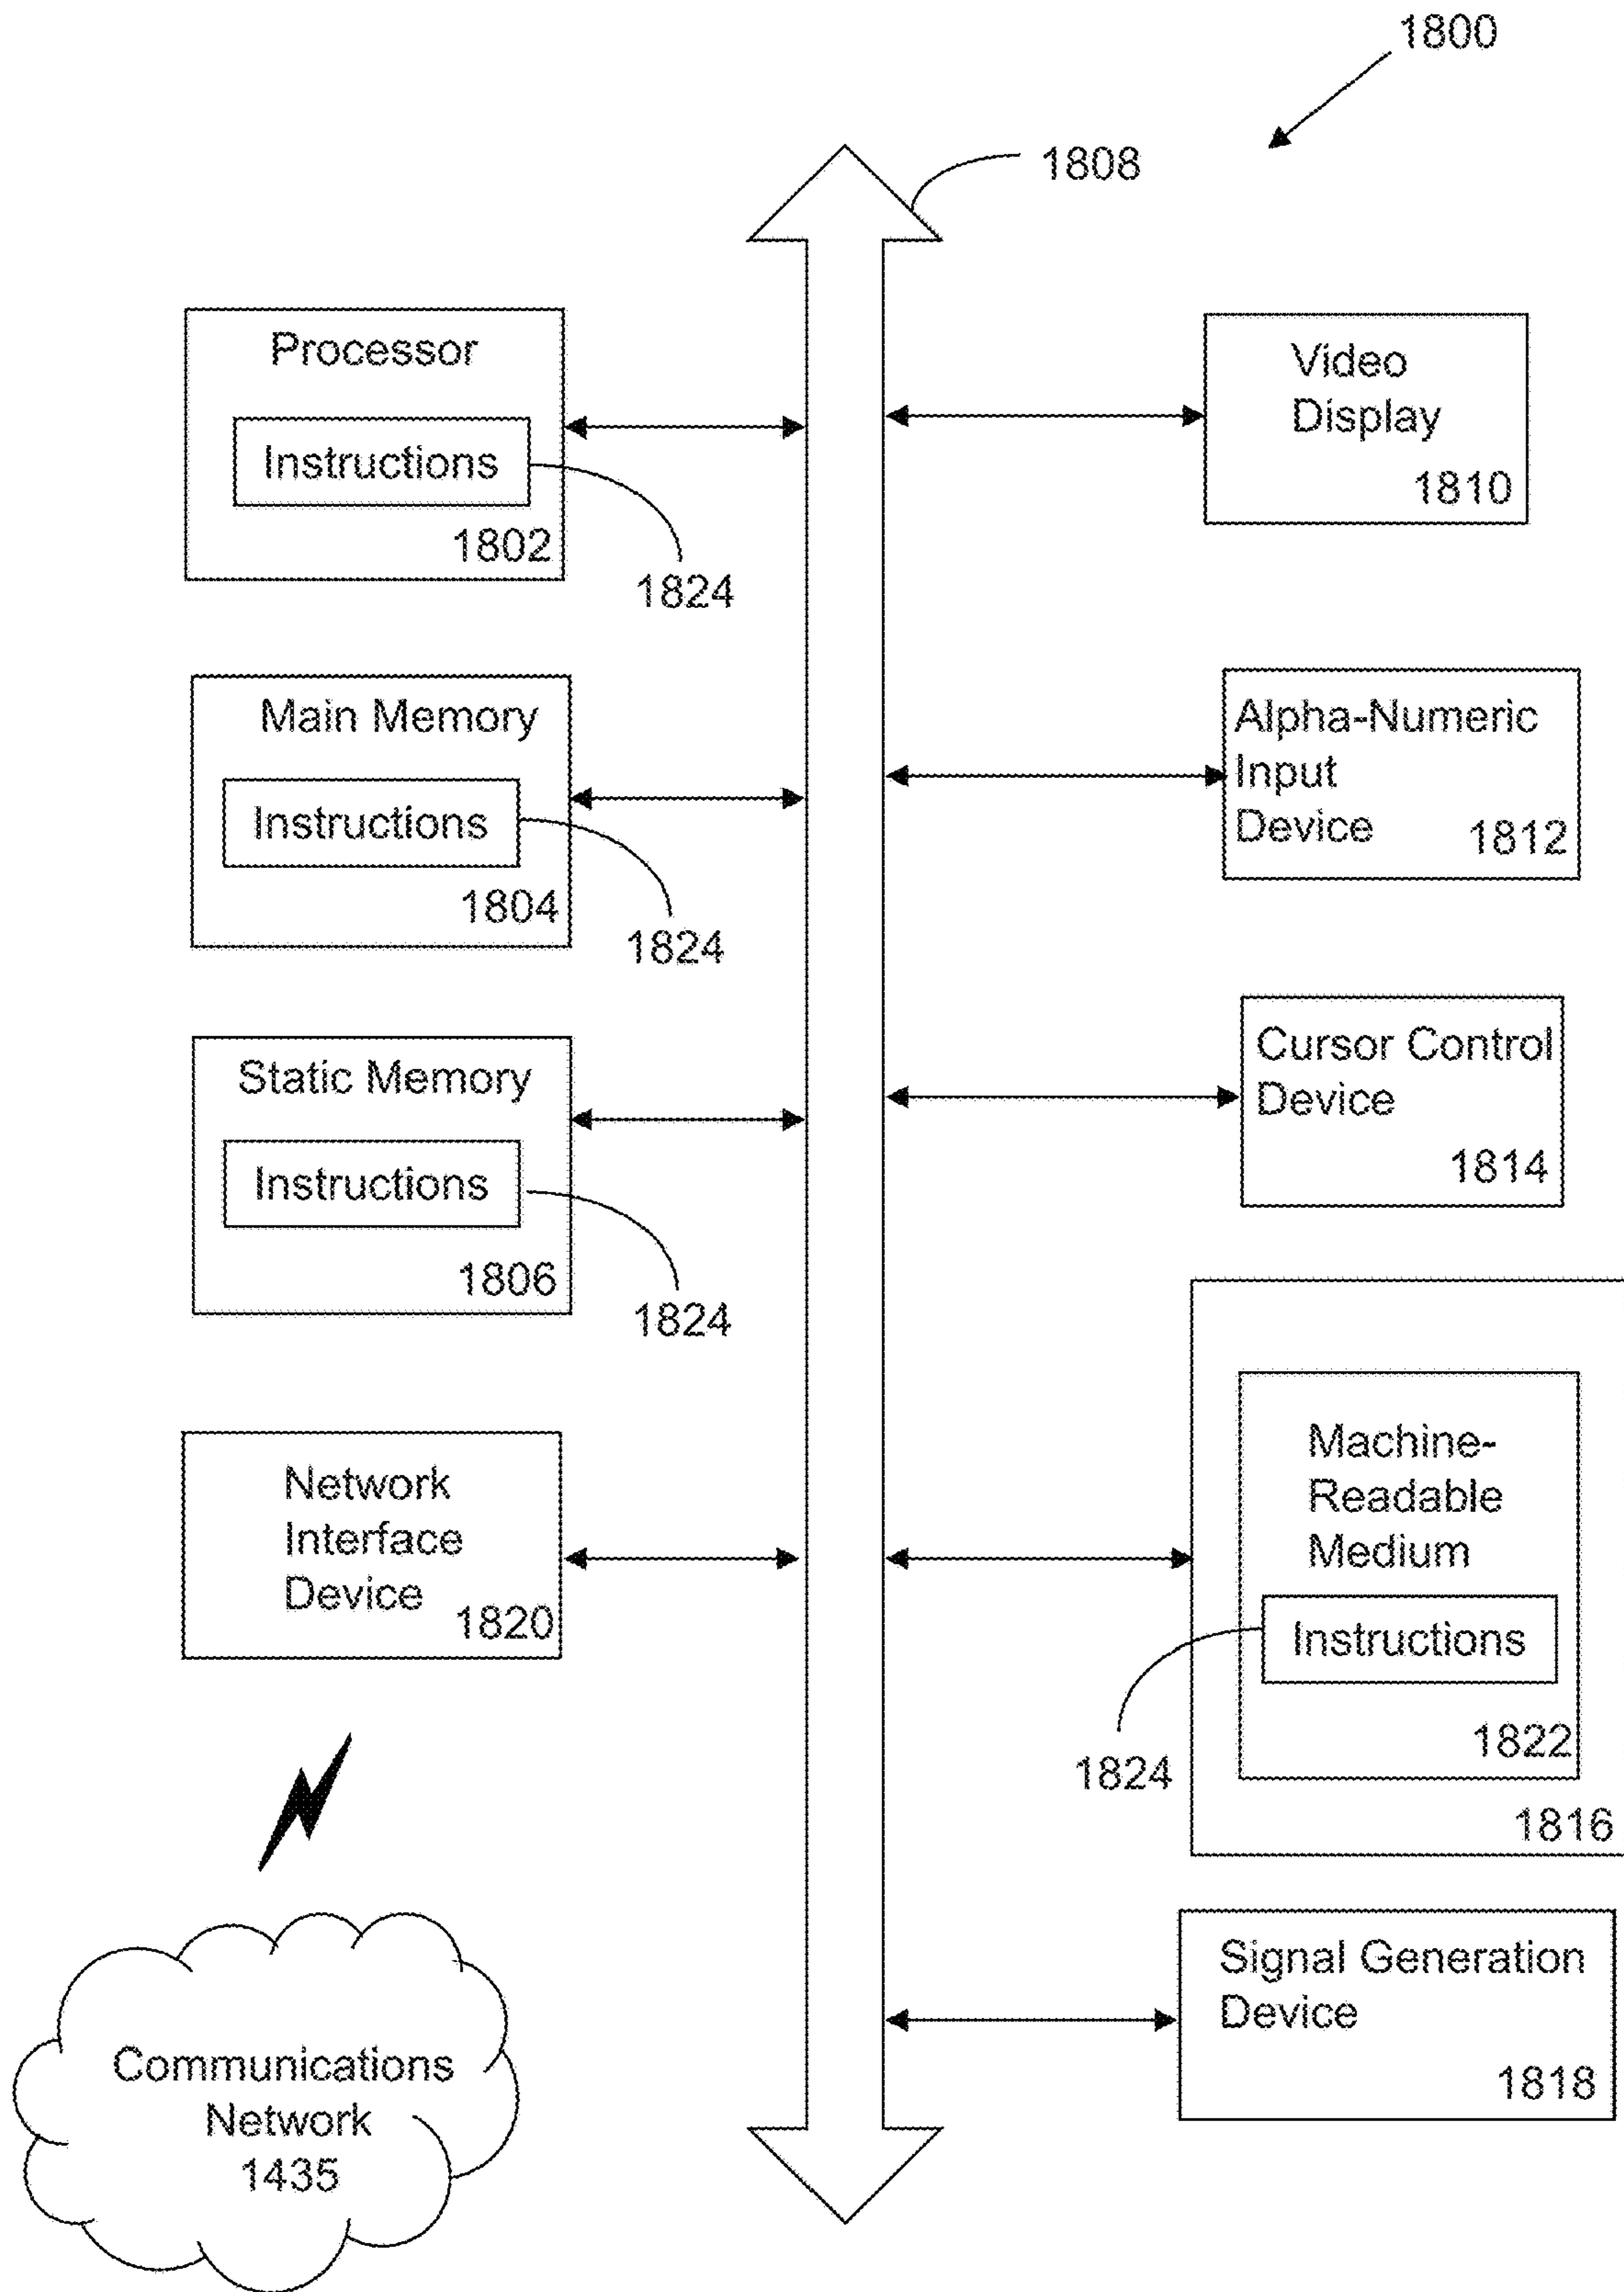 1800
1808
Processor
Instructions
1802
1824
Main Memory
Instructions
1804
1824
Static Memory
Instructions
1806
1824
Network
Interface
Device
1820
Communications
Network
1435
Video
Display
1810
Alpha-Numeric
Input
Device
1812
Cursor Control
Device
1814
Machine-
Readable
Medium
Instructions
1822
1824
1816
Signal Generation
Device
1818